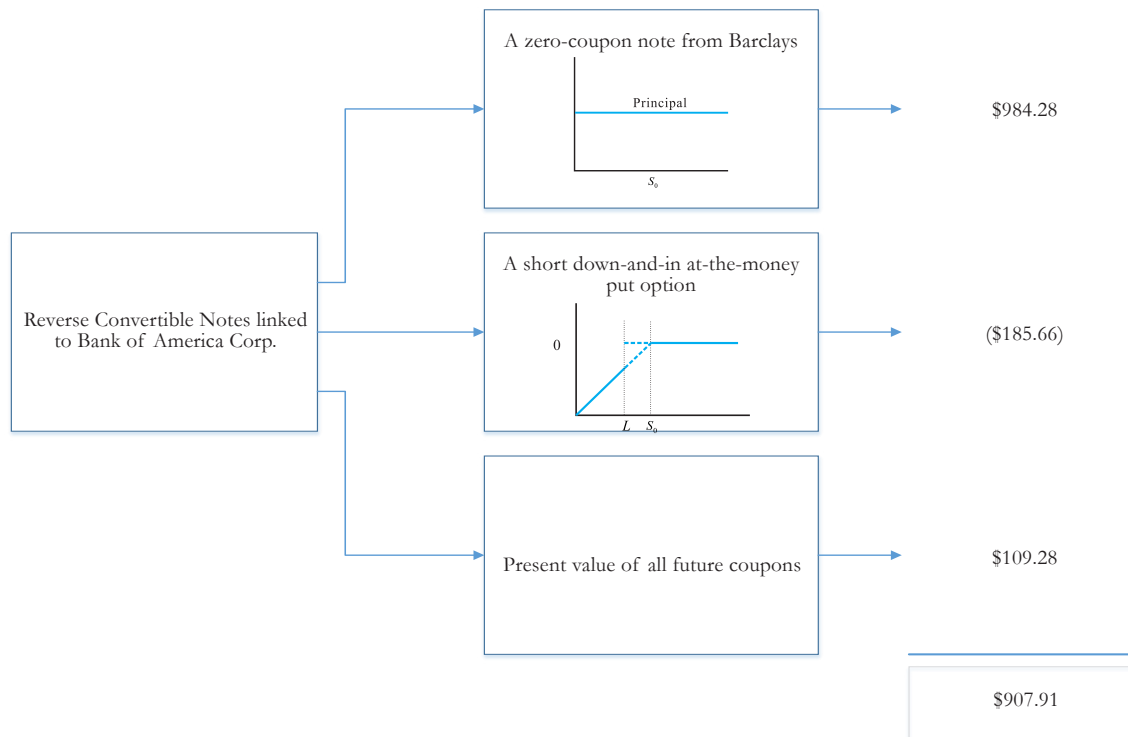 A zero-coupon note from Barclays
Principal
S₀
$984.28
Reverse Convertible Notes linked
to Bank of America Corp.
A short down-and-in at-the-money
put option
0
L S₀
($185.66)
Present value of all future coupons
$109.28
$907.91